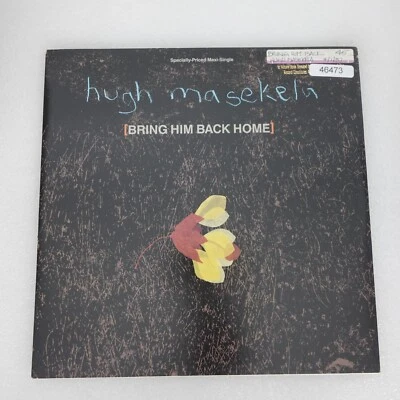 Specially-Priced Maxi-Single
46473
hugh masekela
[BRING HIM BACK HOME]